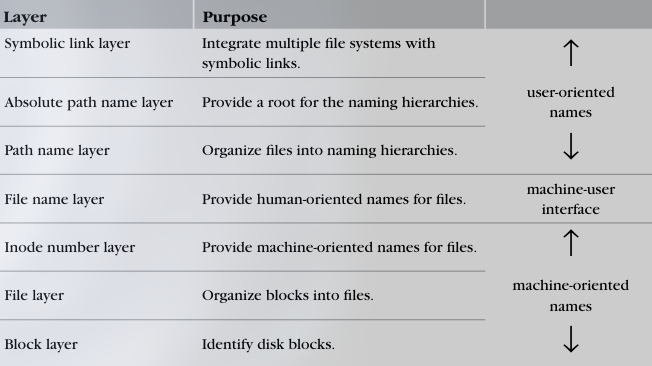 Layer Purpose
Symbolic link layer Integrate multiple file systems with
symbolic links.
user-oriented
names
Absolute path name layer Provide a root for the naming hierarchies.
Path name layer Organize files into naming hierarchies.
File name layer Provide human-oriented names for files.
machine-user
interface
Inode number layer Provide machine-oriented names for files.
File layer Organize blocks into files.
machine-oriented
names
Block layer Identify disk blocks.